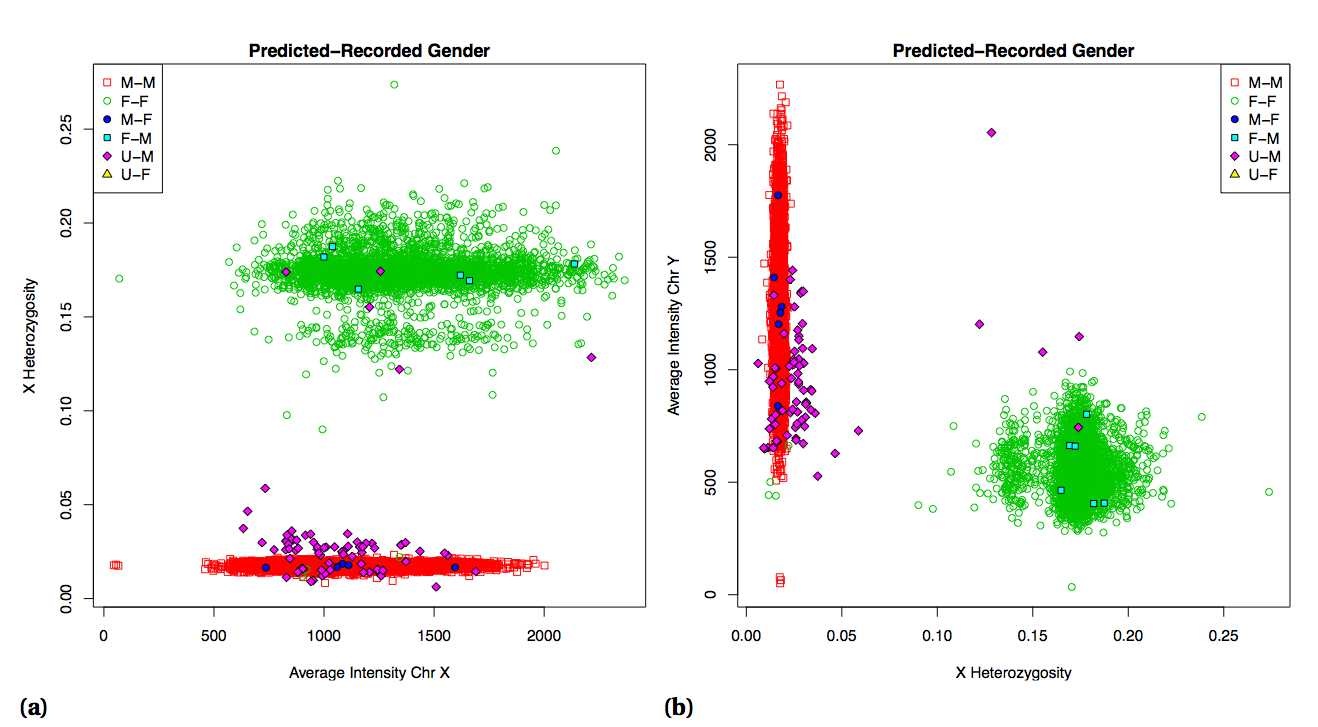 Predicted−Recorded Gender
M−M
F−F
M−F
F−M
U−M
U−F
0.25
0.20
0.15
0.10
0.05
0.00
X Heterozygosity
0 500 1000 1500 2000
Average Intensity Chr X
(a)
Predicted−Recorded Gender
M−M
F−F
M−F
F−M
U−M
U−F
2000
1500
1000
500
0
Average Intensity Chr Y
0.00 0.05 0.10 0.15 0.20 0.25
X Heterozygosity
(b)